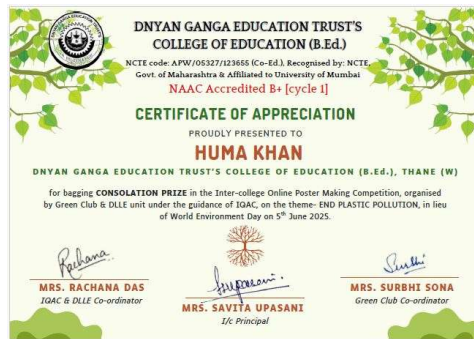 DNYAN GANGA EDUCATION TRUST'S
COLLEGE OF EDUCATION (B.Ed.)
NCTE code: APW/05327/123655 (Co-Ed.), Recognised by: NCTE,
Govt. of Maharashtra & Affiliated to University of Mumbai
NAAC Accredited B+ [cycle 1]
CERTIFICATE OF APPRECIATION
PROUDLY PRESENTED TO
HUMA KHAN
DNYAN GANGA EDUCATION TRUST'S COLLEGE OF EDUCATION (B.Ed.), THANE (W)
for bagging CONSOLATION PRIZE in the Inter-college Online Poster Making Competition, organised
by Green Club & DLLE unit under the guidance of IQAC, on the theme- END PLASTIC POLLUTION, in lieu
of World Environment Day on 5th June 2025.
Rachana
MRS. RACHANA DAS
IQAC & DLLE Co-ordinator
MRS. SAVITA UPASANI
I/c Principal
Surbhi
MRS. SURBHI SONA
Green Club Co-ordinator